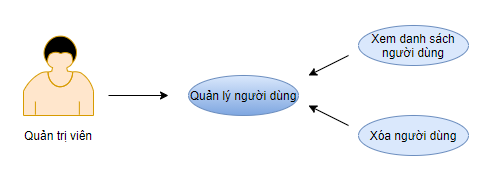 Xem danh sách
người dùng
Quản lý người dùng
Quản trị viên
Xóa người dùng